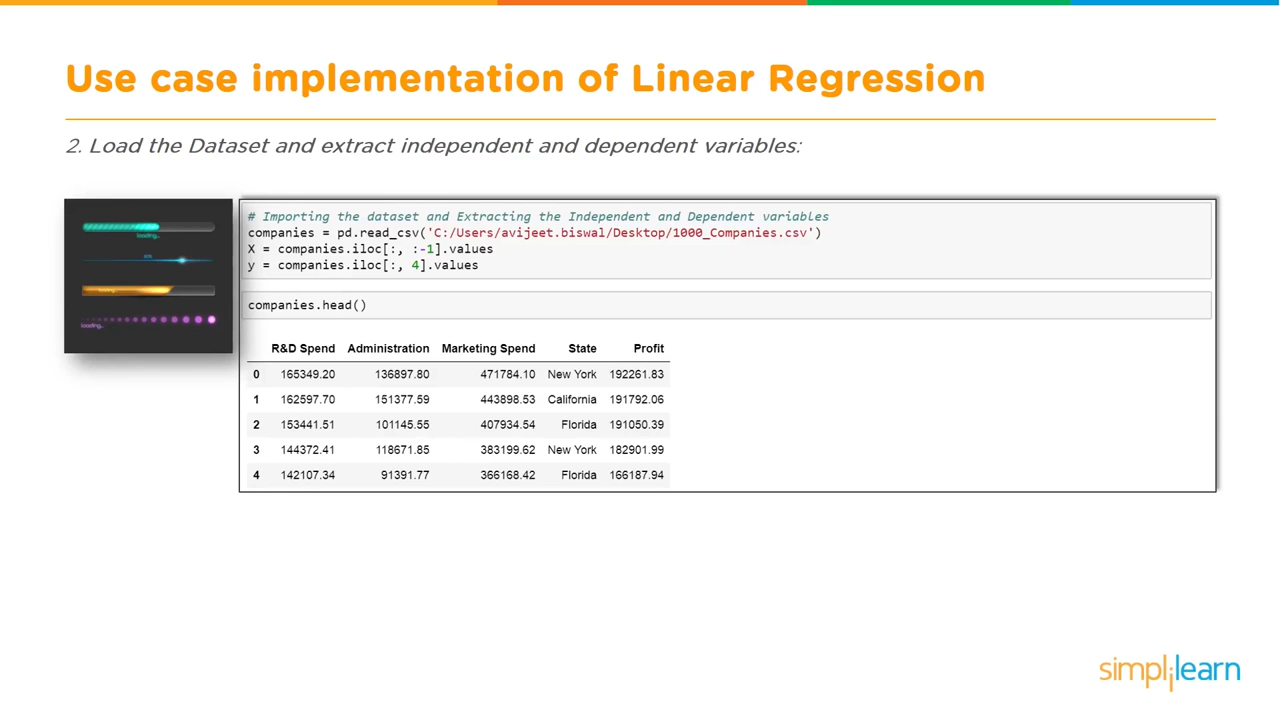 Use case implementation of Linear Regression
2. Load the Dataset and extract independent and dependent variables:
loading...
loading...
# Importing the dataset and Extracting the Independent and Dependent variables
companies = pd.read_csv('C:/Users/avijeet.biswal/Desktop/1000_Companies.csv')
X = companies.iloc[:, :-1].values
y = companies.iloc[:, 4].values
companies.head()
R&D Spend Administration Marketing Spend State Profit
0 165349.20 136897.80 471784.10 New York 192261.83
1 162597.70 151377.59 443898.53 California 191792.06
2 153441.51 101145.55 407934.54 Florida 191050.39
3 144372.41 118671.85 383199.62 New York 182901.99
4 142107.34 91391.77 366168.42 Florida 166187.94
simplilearn